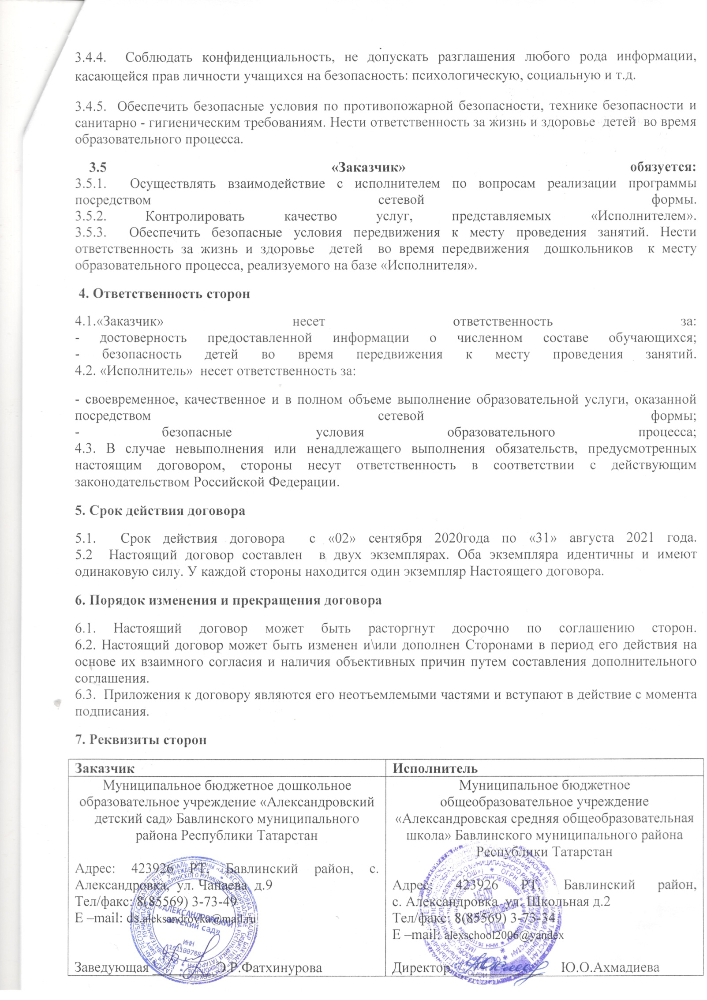 3.4.4. Соблюдать конфиденциальность, не допускать разглашения любого рода информации,
касающейся прав личности учащихся на безопасность: психологическую, социальную и т.д.
3.4.5. Обеспечить безопасные условия по противопожарной безопасности, технике безопасности и
санитарно - гигиеническим требованиям. Нести ответственность за жизнь и здоровье детей во время
образовательного процесса.
3.5 «Заказчик» обязуется:
3.5.1. Осуществлять взаимодействие с исполнителем по вопросам реализации программы
посредством сетевой формы.
3.5.2. Контролировать качество услуг, представляемых «Исполнителем».
3.5.3. Обеспечить безопасные условия передвижения к месту проведения занятий. Нести
ответственность за жизнь и здоровье детей во время передвижения дошкольников к месту
образовательного процесса, реализуемого на базе «Исполнителя».
4. Ответственность сторон
4.1.«Заказчик» несет ответственность за:
- достоверность предоставленной информации о численном составе обучающихся;
- безопасность детей во время передвижения к месту проведения занятий.
4.2. «Исполнитель» несет ответственность за:
- своевременное, качественное и в полном объеме выполнение образовательной услуги, оказанной
посредством сетевой формы;
- безопасные условия образовательного процесса;
4.3. В случае невыполнения или ненадлежащего выполнения обязательств, предусмотренных
настоящим договором, стороны несут ответственность в соответствии с действующим
законодательством Российской Федерации.
5. Срок действия договора
5.1. Срок действия договора с «02» сентября 2020года по «31» августа 2021 года.
5.2 Настоящий договор составлен в двух экземплярах. Оба экземпляра идентичны и имеют
одинаковую силу. У каждой стороны находится один экземпляр Настоящего договора.
6. Порядок изменения и прекращения договора
6.1. Настоящий договор может быть расторгнут досрочно по соглашению сторон.
6.2. Настоящий договор может быть изменен и\или дополнен Сторонами в период его действия на
основе их взаимного согласия и наличия объективных причин путем составления дополнительного
соглашения.
6.3. Приложения к договору являются его неотъемлемыми частями и вступают в действие с момента
подписания.
7. Реквизиты сторон
Заказчик
Муниципальное бюджетное дошкольное
образовательное учреждение «Александровский
детский сад» Бавлинского муниципального
района Республики Татарстан
Адрес: 423926 РТ, Бавлинский район, с.
Александровка, ул. Чапаева д.9
Тел/факс: 8(85569) 3-73-49
E –mail: ds.aleksandrovka@mail.ru
«АЛЕКСАНДРОВСКИЙ
детский сад»
ИНН
Заведующая Э.Р.Фатхинурова
Исполнитель
Муниципальное бюджетное
общеобразовательное учреждение
«Александровская средняя общеобразовательная
школа» Бавлинского муниципального района
Республики Татарстан
Адрес: 423926 РТ, Бавлинский район,
с. Александровка, ул. Школьная д.2
Тел/факс: 8(85569) 3-73-34
E –mail: alexschool2006@yandex
МБОУ
СОШ»
Директор Ю.О.Ахмадиева